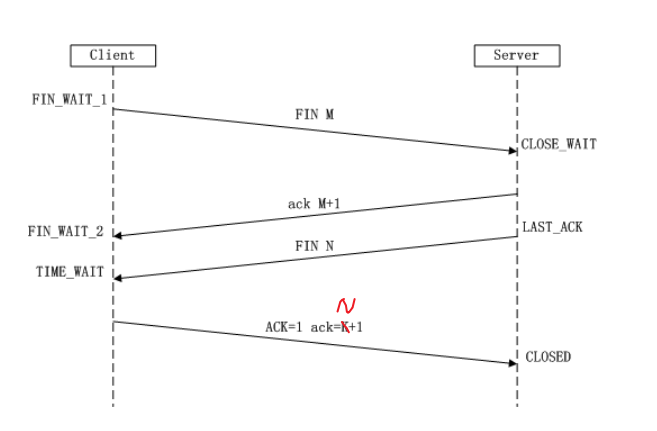 Client
Server
FIN_WAIT_1
FIN M
CLOSE_WAIT
ack M+1
FIN_WAIT_2
LAST_ACK
FIN N
TIME_WAIT
N
ACK=1 ack=K+1
CLOSED